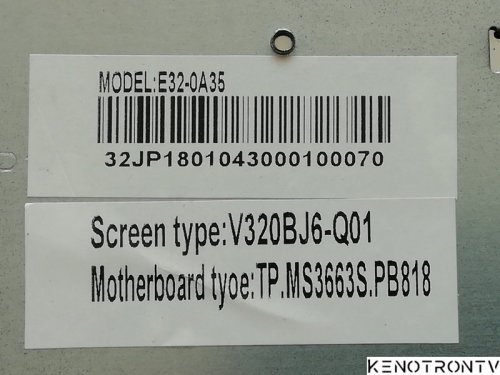 MODEL:E32-0A35
32JP1801043000100070
Screen type:V320BJ6-Q01
Motherboard tyoe:TP.MS3663S.PB818
KENOTRONTV